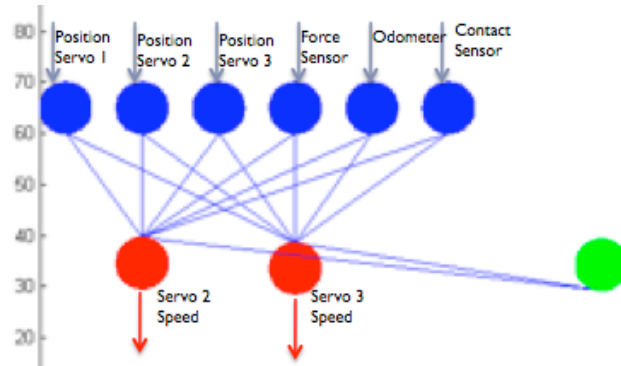 80
Position
Servo 1
Position
Servo 2
Position
Servo 3
Force
Sensor
Odometer
Contact
Sensor
70
60
50
40
30
Servo 2
Speed
Servo 3
Speed
20